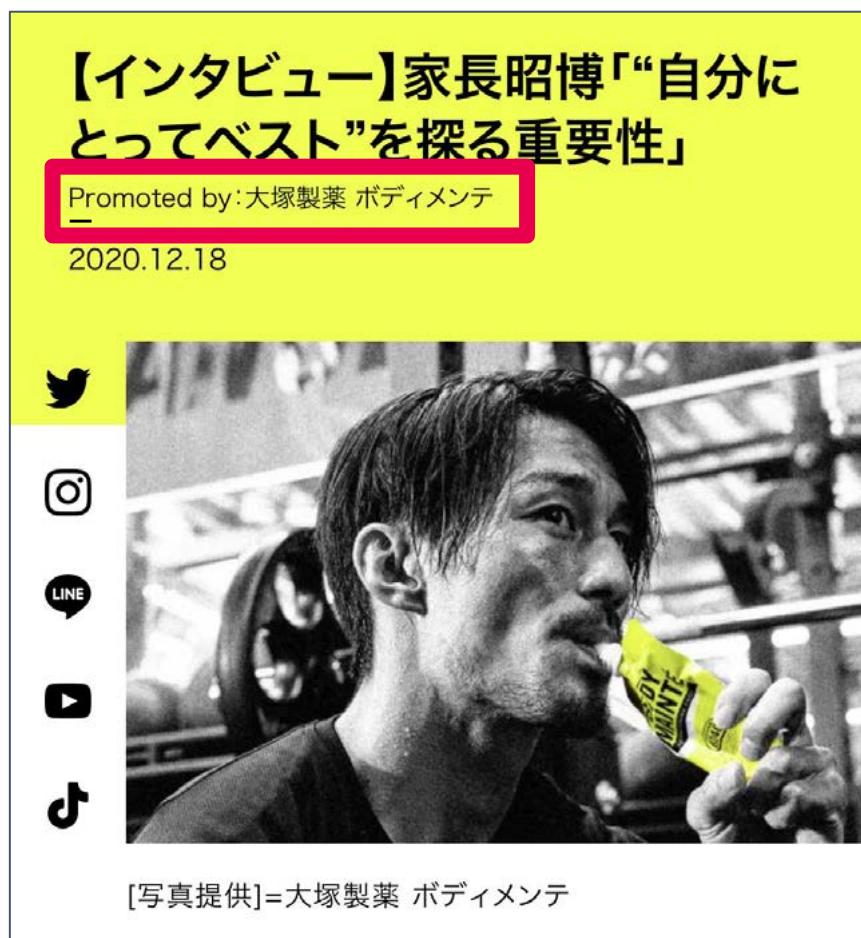 【インタビュー】家長昭博「“自分に
とってベスト”を探る重要性」
Promoted by：大塚製薬 ボディメンテ
2020.12.18
LINE
BODY
MAINTÉ
[写真提供]=大塚製薬 ボディメンテ